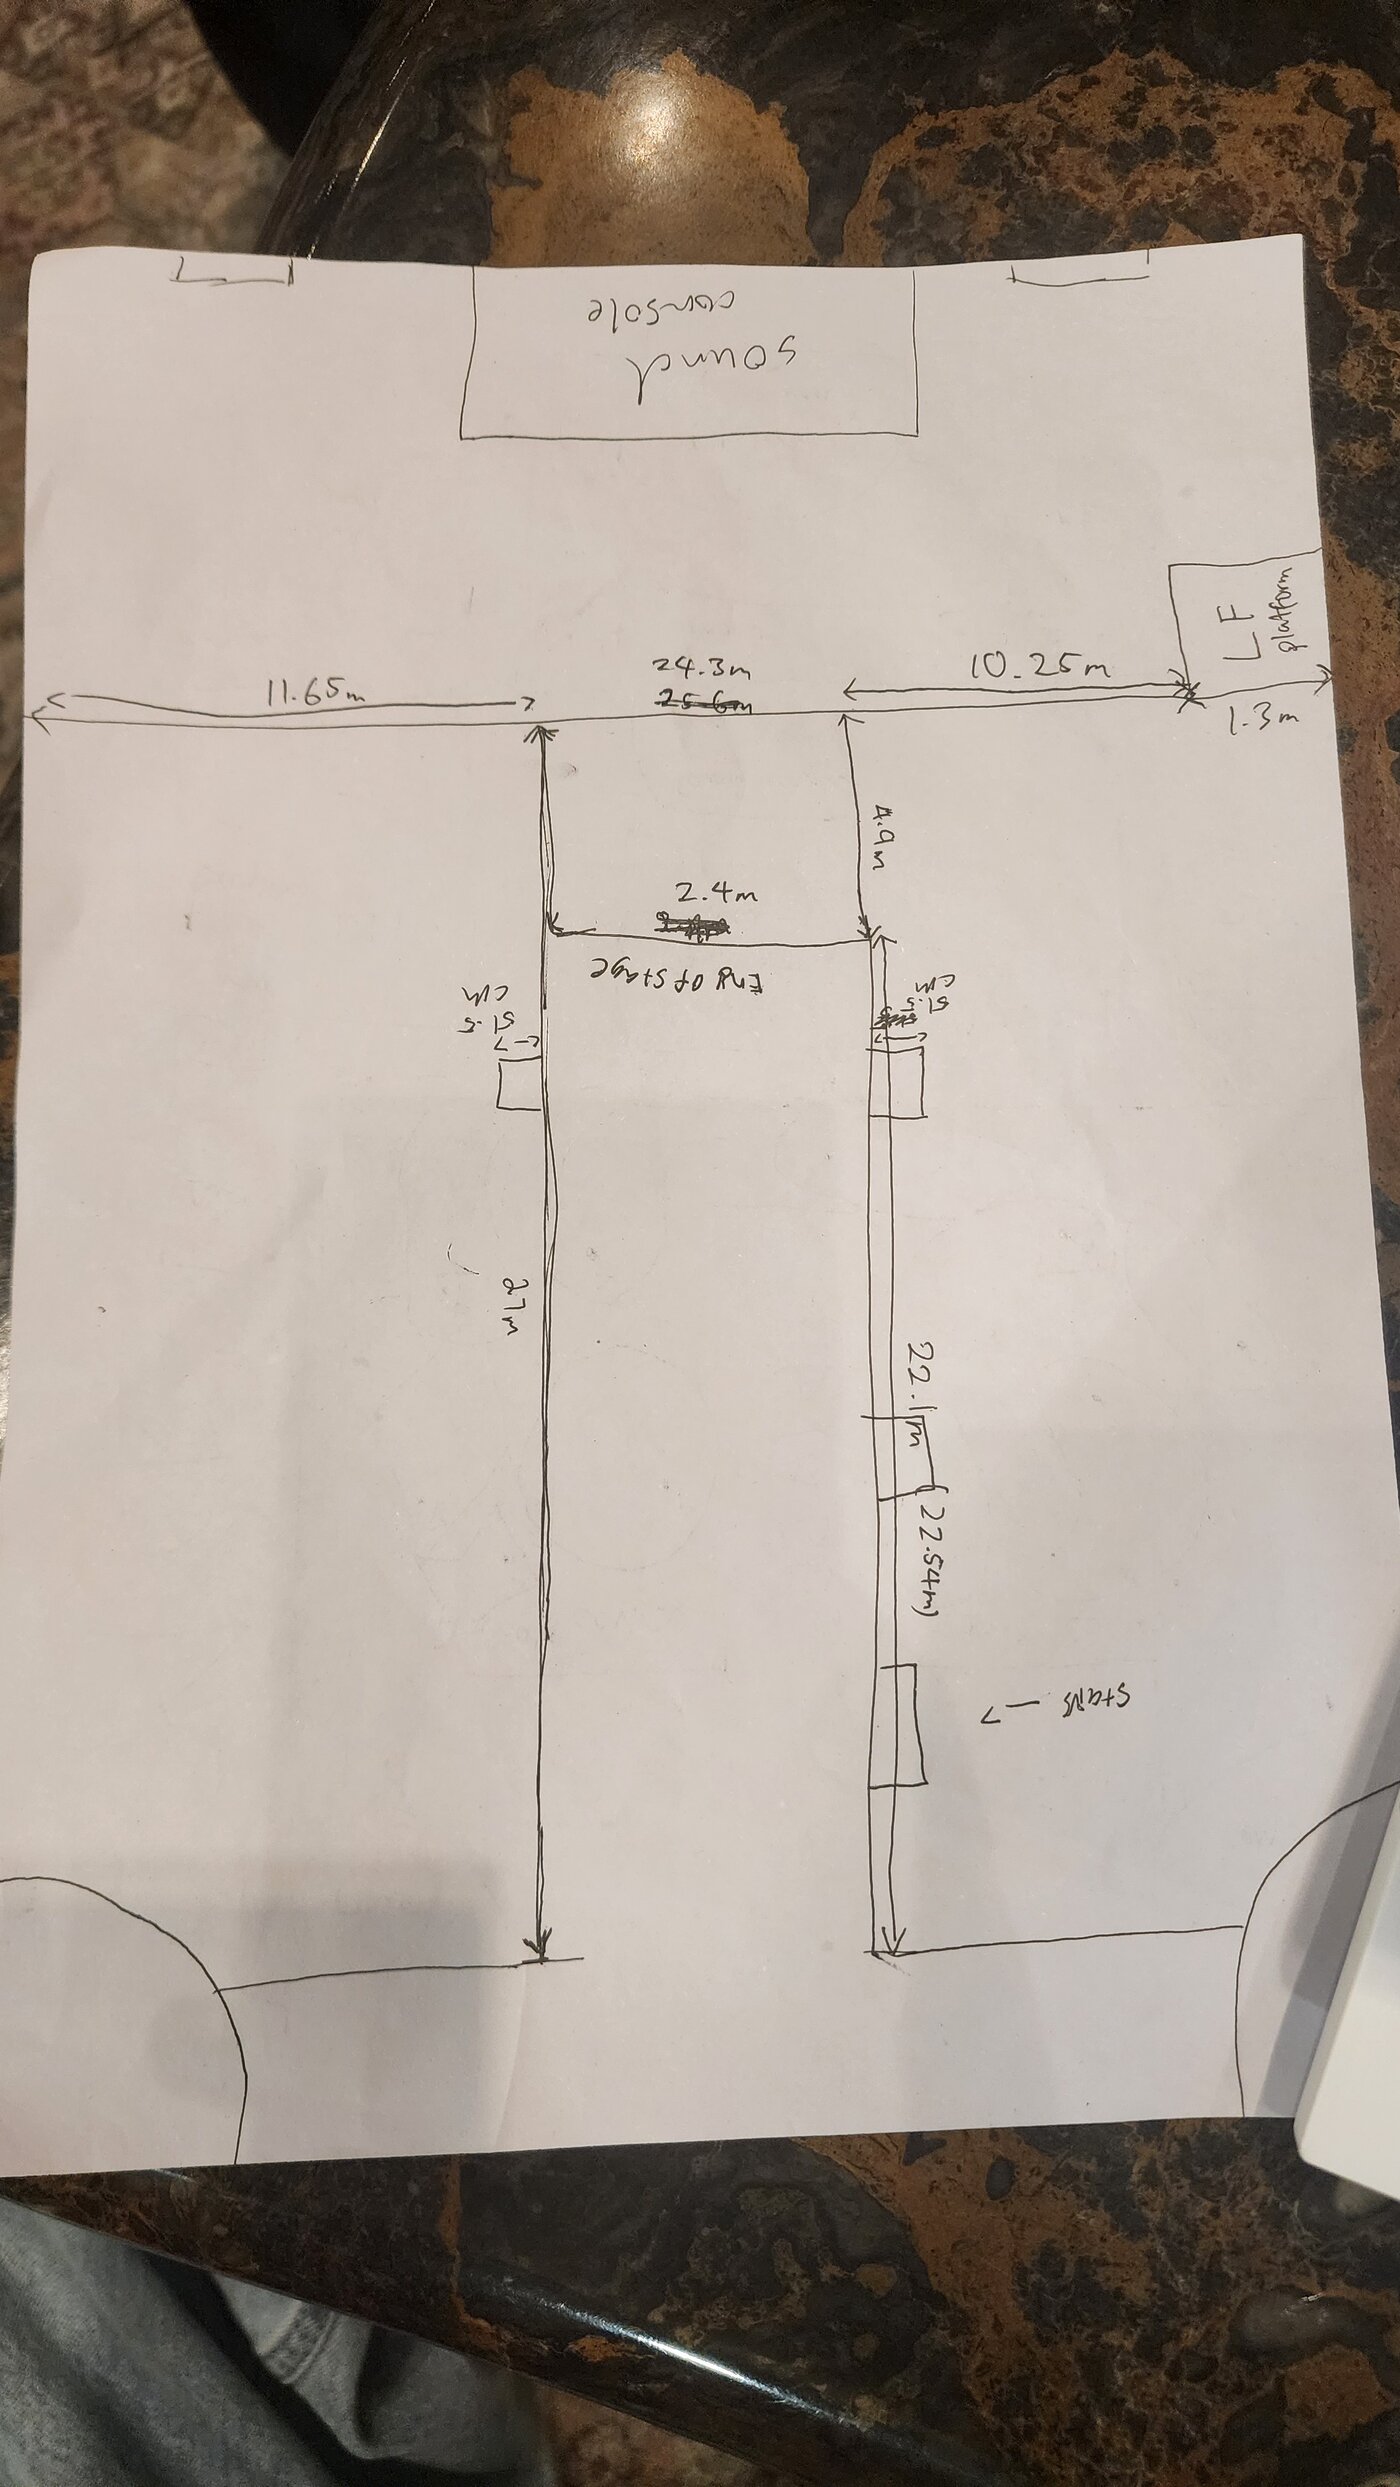 sound
console
LF
platform
24.3m
25.6m
11.65m
10.25m
1.3m
4.9m
2.4m
End of stage
51.5
cm
51.5
cm
27m
22.1m
(22.54m)
stairs